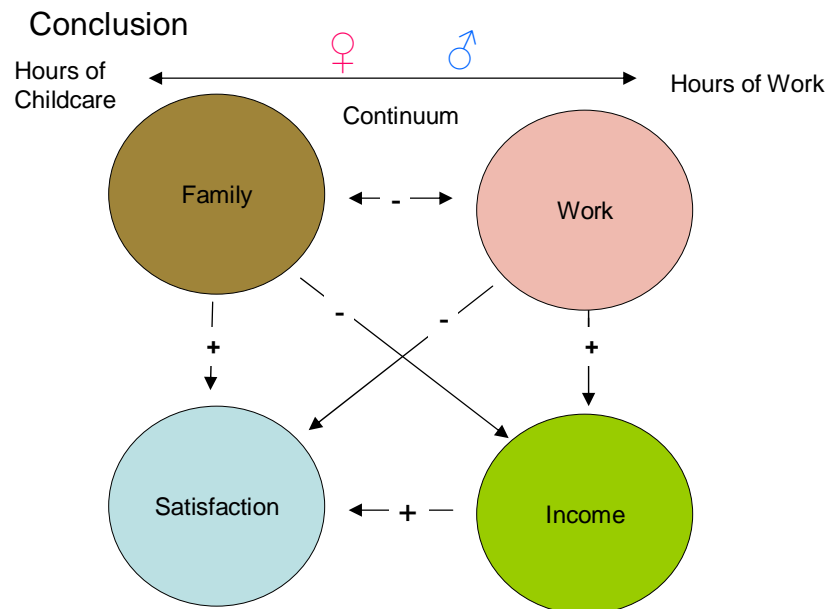 Conclusion
♀ ♂
Hours of
Childcare
Hours of Work
Continuum
Family
-
Work
-
-
+
+
Satisfaction
+
Income